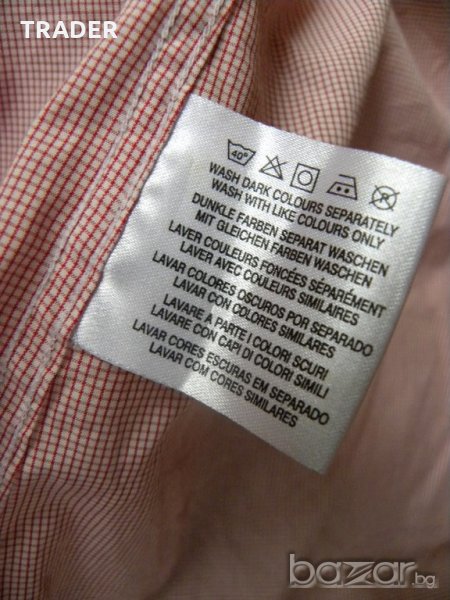 TRADER
40°
WASH DARK COLOURS SEPARATELY
WASH WITH LIKE COLOURS ONLY
DUNKLE FARBEN SEPARAT WASCHEN
MIT GLEICHEN FARBEN WASCHEN
LAVER COULEURS FONCÉES SÉPARÉMENT
LAVER AVEC COULEURS SIMILAIRES
LAVAR COLORES OSCUROS POR SEPARADO
LAVAR CON COLORES SIMILARES
LAVARE A PARTE I COLORI SCURI
LAVARE CON CAPI DI COLORI SIMILI
LAVAR CORES ESCURAS EM SEPARADO
LAVAR COM CORES SIMILARES
bazar.bg